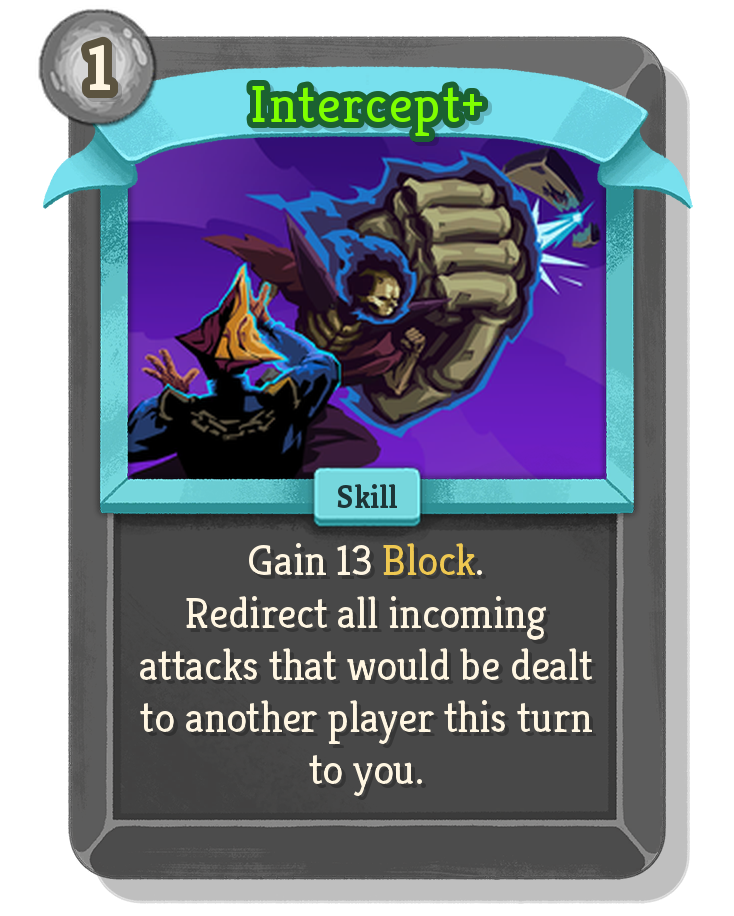 1
Intercept+
Skill
Gain 13 Block.
Redirect all incoming
attacks that would be dealt
to another player this turn
to you.